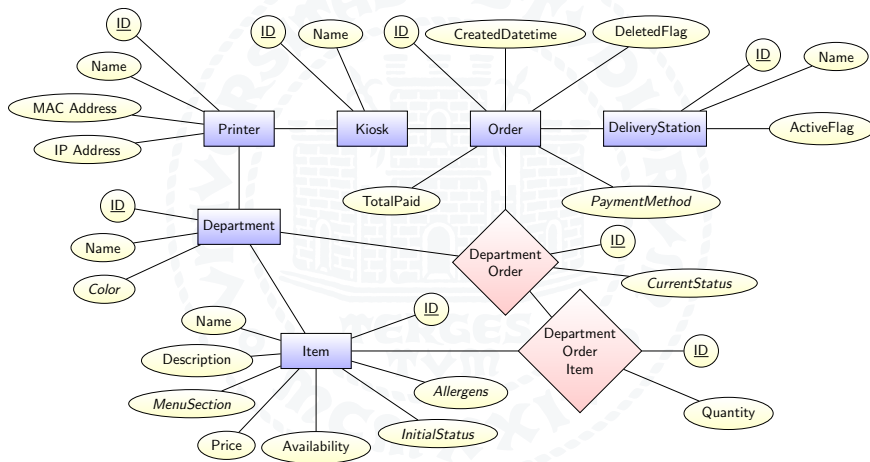 ID
Name
MAC Address
IP Address
Printer
ID
Name
Kiosk
ID
CreatedDatetime
DeletedFlag
Order
TotalPaid
PaymentMethod
ID
Name
ActiveFlag
DeliveryStation
ID
Name
Color
Department
Department
Order
ID
CurrentStatus
Name
Description
MenuSection
Price
Availability
InitialStatus
Allergens
ID
Item
Department
Order
Item
ID
Quantity